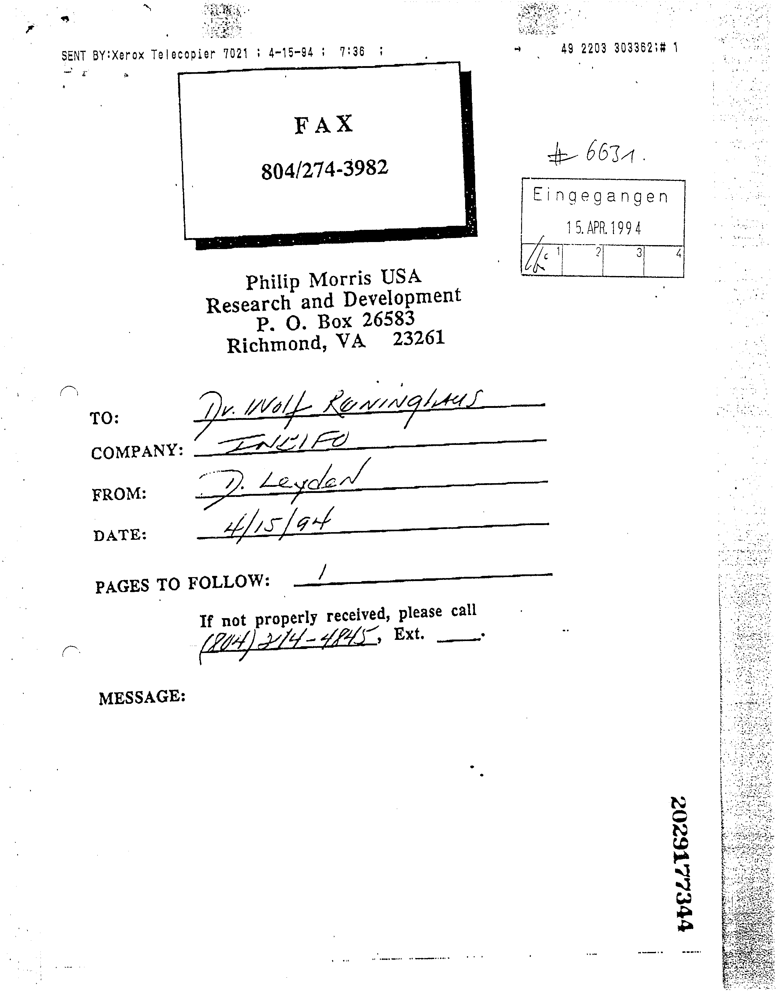 SENT BY:Xerox Telecopier 7021 ; 4-15-94 ; 7:36 ; → 49 2203 303362;# 1
FAX
804/274-3982
# 6631.
Eingegangen
15. APR. 1994
1 2 3 4
Philip Morris USA
Research and Development
P. O. Box 26583
Richmond, VA 23261
TO: Dr. Wolf Reninghaus
COMPANY: INBIFO
FROM: D. Leyden
DATE: 4/15/94
PAGES TO FOLLOW: 1
If not properly received, please call
(804) 274-4845, Ext. ____.
MESSAGE:
2029177344